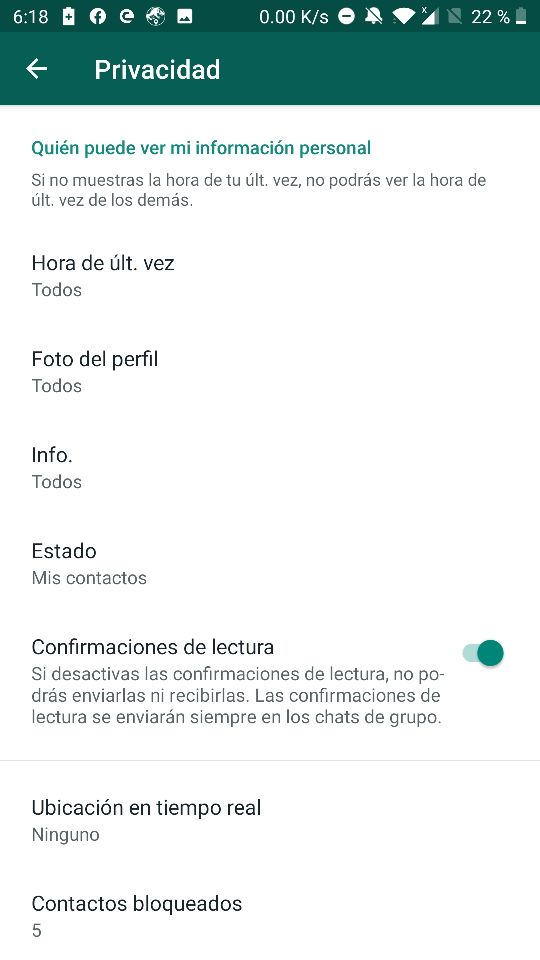 6:18 0.00 K/s 22 %
Privacidad
Quién puede ver mi información personal
Si no muestras la hora de tu últ. vez, no podrás ver la hora de
últ. vez de los demás.
Hora de últ. vez
Todos
Foto del perfil
Todos
Info.
Todos
Estado
Mis contactos
Confirmaciones de lectura
Si desactivas las confirmaciones de lectura, no po-
drás enviarlas ni recibirlas. Las confirmaciones de
lectura se enviarán siempre en los chats de grupo.
Ubicación en tiempo real
Ninguno
Contactos bloqueados
5